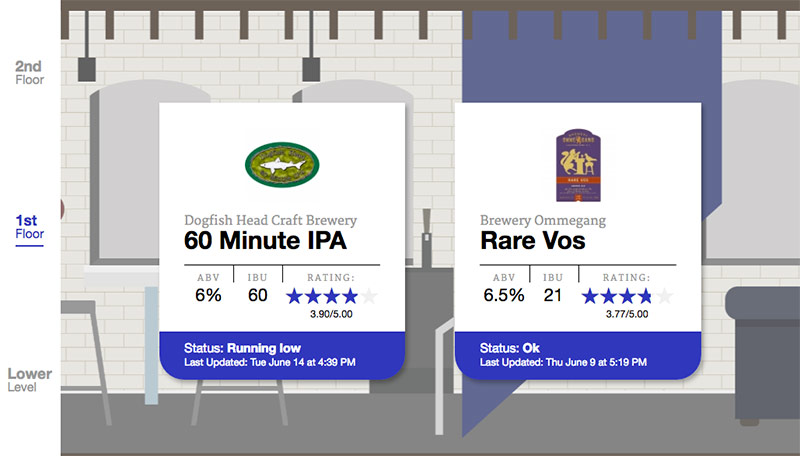 2nd
Floor
1st
Floor
Lower
Level
Dogfish Head Craft Brewery
60 Minute IPA
ABV IBU RATING:
6% 60
3.90/5.00
Status: Running low
Last Updated: Tue June 14 at 4:39 PM
RARE VOS
Brewery Ommegang
Rare Vos
ABV IBU RATING:
6.5% 21
3.77/5.00
Status: Ok
Last Updated: Thu June 9 at 5:19 PM